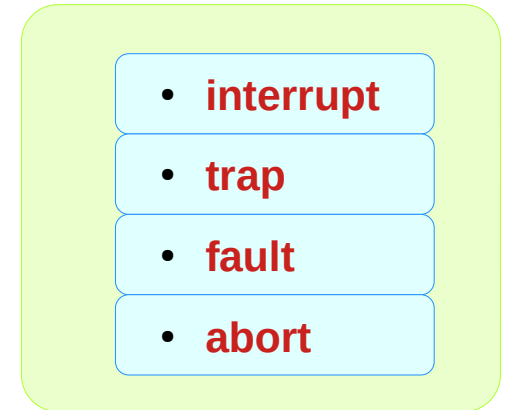 • interrupt
• trap
• fault
• abort